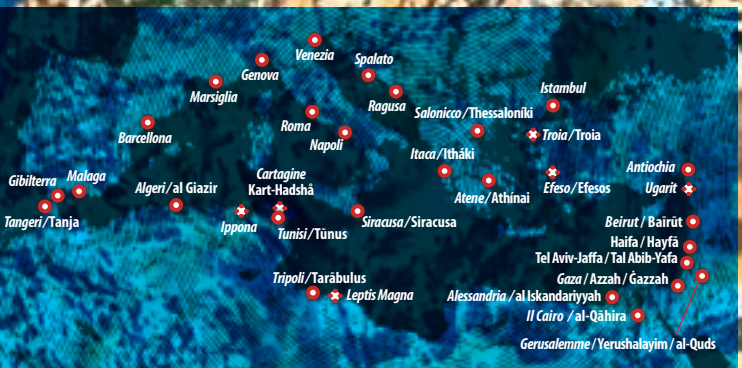 Venezia
Spalato
Genova
Marsiglia
Ragusa
Istambul
Salonicco/Thessaloníki
Roma
Barcellona
Napoli
Troia/Troia
Itaca/Itháki
Cartagine
Antiochia
Gibilterra
Malaga
Algeri/al Giazir
Kart-Hadshå
Efeso/Efesos
Ugarit
Atene/Athínai
Tangeri/Tanja
Ippona
Siracusa/Siracusa
Beirut/Baīrūt
Tunisi/Tūnus
Haifa/Hayfā
Tel Aviv-Jaffa/Tal Abib-Yafa
Tripoli/Tarābulus
Gaza/Azzah/Ġazzah
Leptis Magna
Alessandria/al Iskandariyyah
Il Cairo /al-Qāhira
Gerusalemme/Yerushalayim/al-Quds